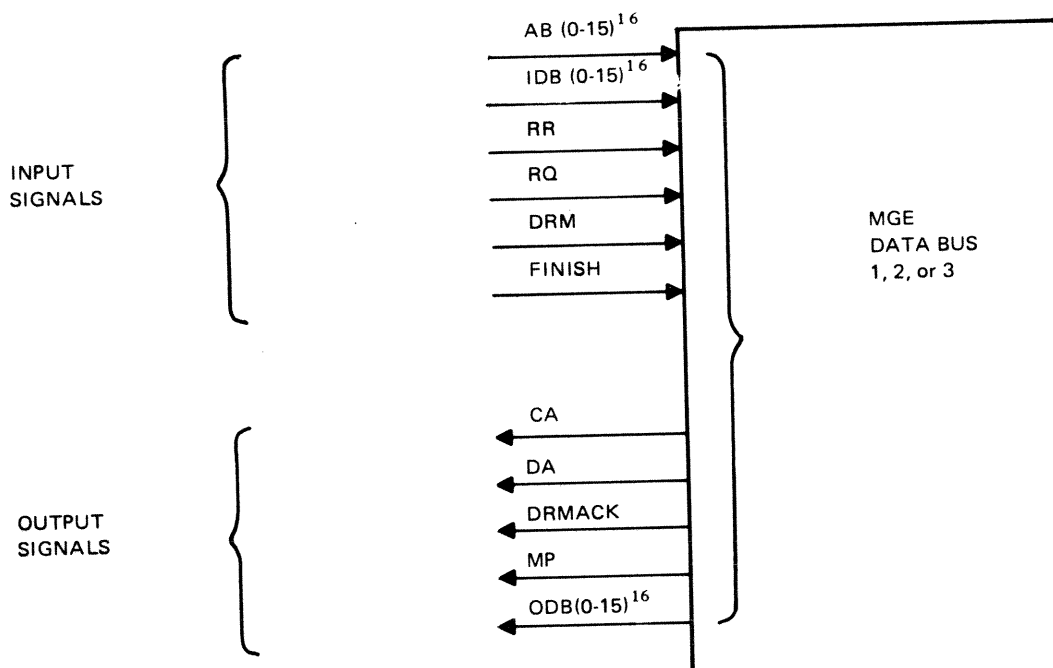 AB (0-15)16
IDB (0-15)16
RR
RQ
DRM
FINISH
INPUT
SIGNALS
MGE
DATA BUS
1, 2, or 3
CA
DA
DRMACK
MP
ODB(0-15)16
OUTPUT
SIGNALS